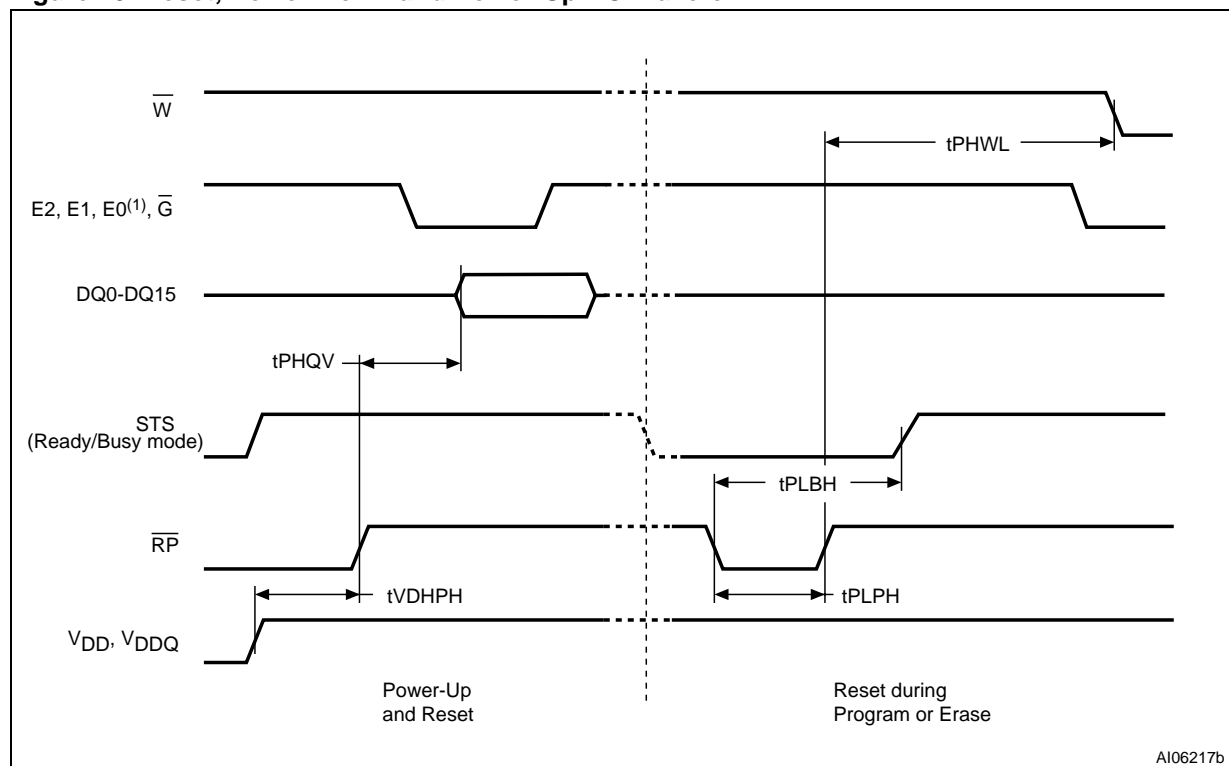 W
tPHWL
E2, E1, E0(1), G
DQ0-DQ15
tPHQV
STS
(Ready/Busy mode)
tPLBH
RP
tVDHPH
tPLPH
VDD, VDDQ
Power-Up
and Reset
Reset during
Program or Erase
AI06217b